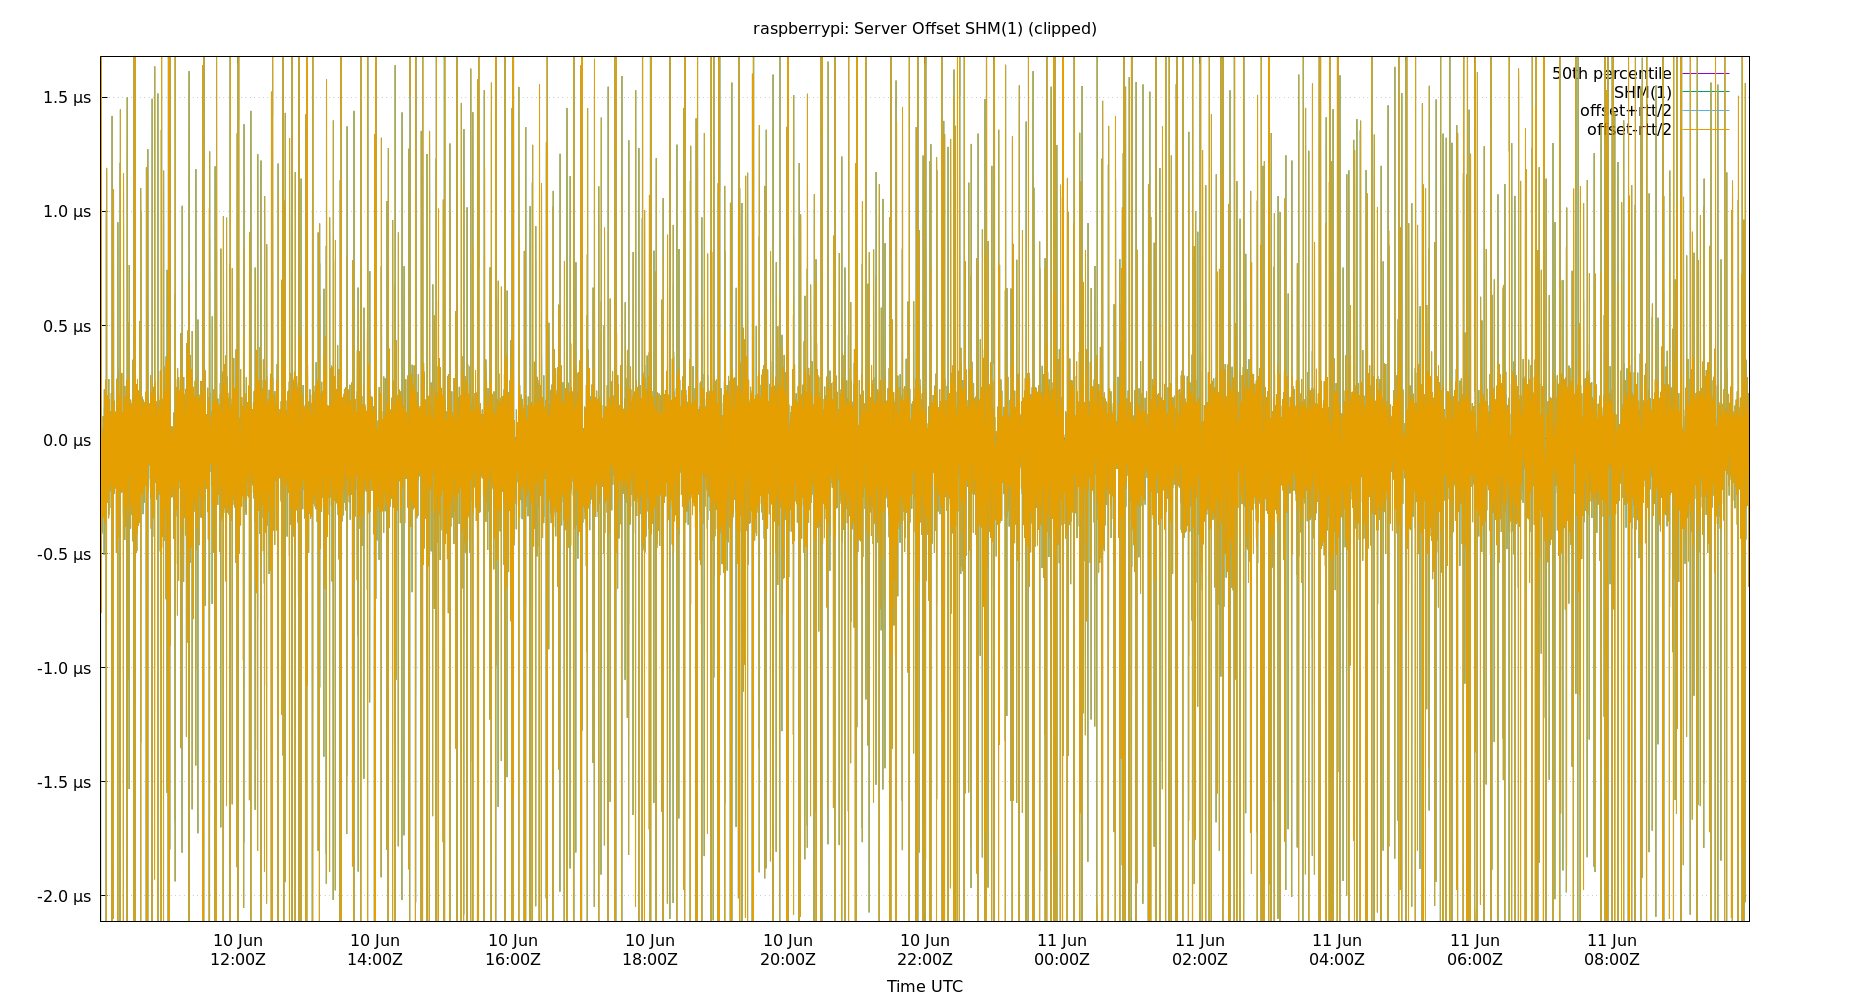 raspberrypi: Server Offset SHM(1) (clipped)
50th percentile
SHM(1)
offset+rtt/2
offset-rtt/2
1.5 µs
1.0 µs
0.5 µs
0.0 µs
-0.5 µs
-1.0 µs
-1.5 µs
-2.0 µs
10 Jun 10 Jun 10 Jun 10 Jun 10 Jun 10 Jun 11 Jun 11 Jun 11 Jun 11 Jun 11 Jun
12:00Z 14:00Z 16:00Z 18:00Z 20:00Z 22:00Z 00:00Z 02:00Z 04:00Z 06:00Z 08:00Z
Time UTC